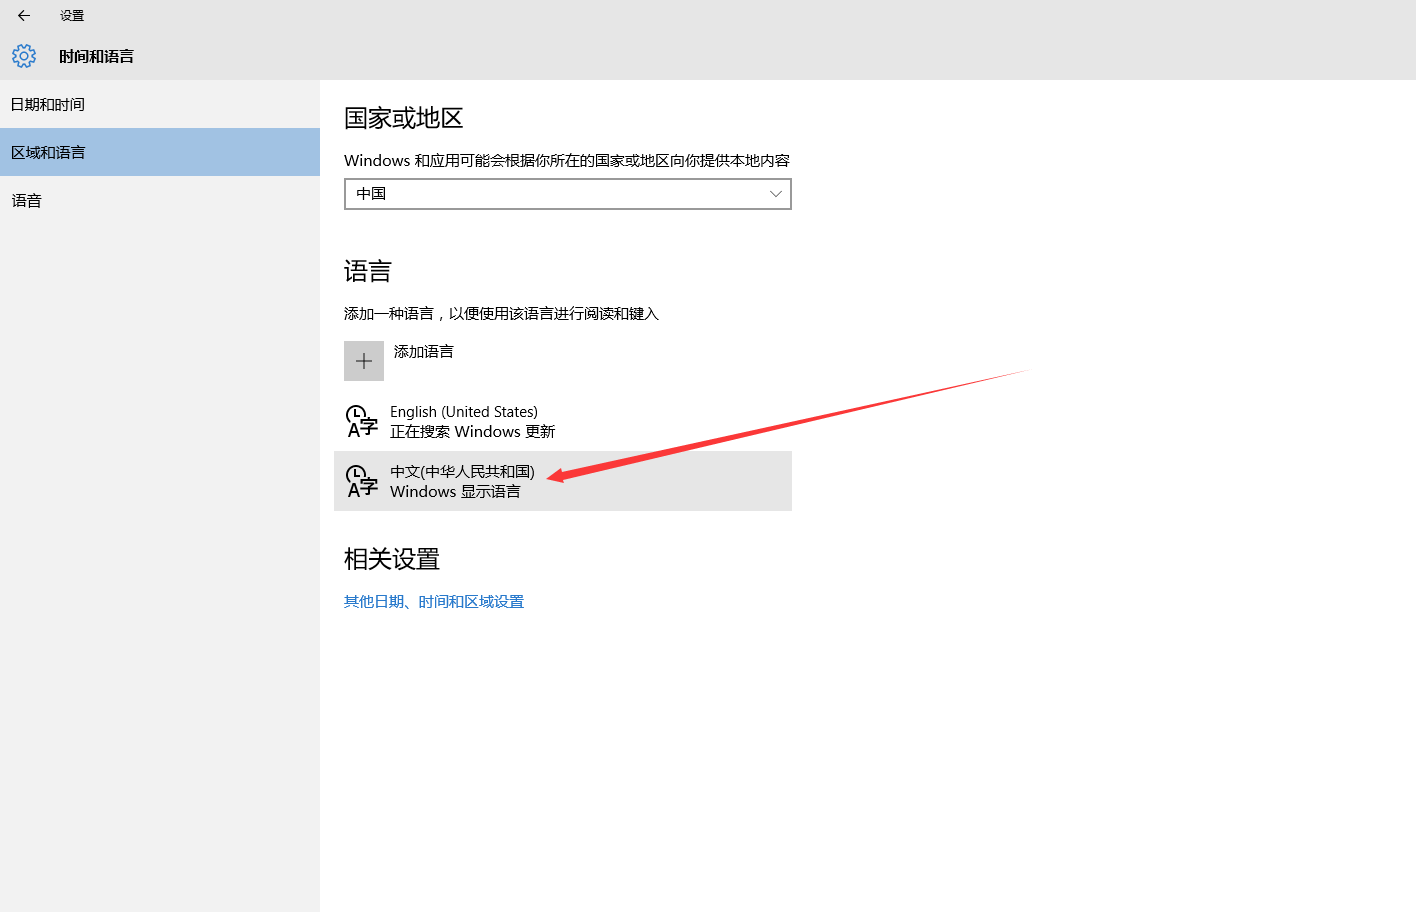 设置
时间和语言
日期和时间
区域和语言
语音
国家或地区
Windows 和应用可能会根据你所在的国家或地区向你提供本地内容
中国
语言
添加一种语言，以便使用该语言进行阅读和键入
添加语言
English (United States)
正在搜索 Windows 更新
中文(中华人民共和国)
Windows 显示语言
相关设置
其他日期、时间和区域设置